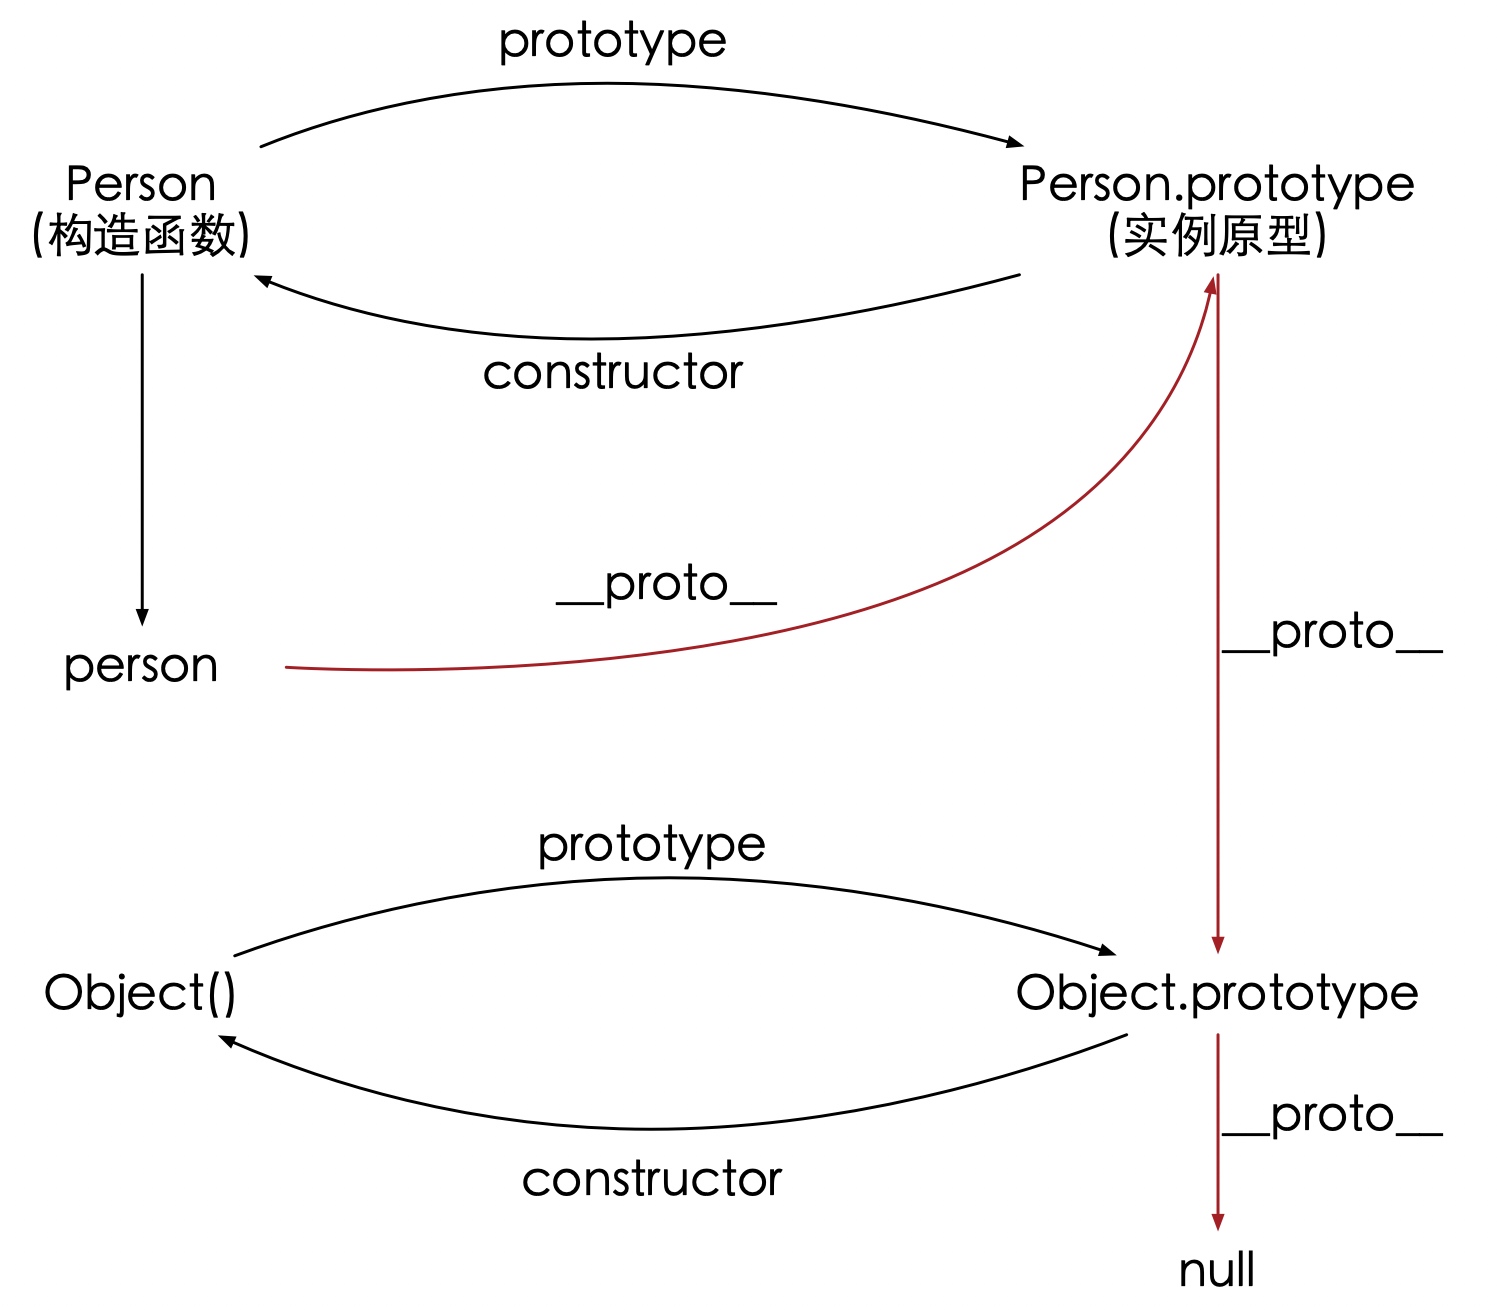 prototype
Person
(构造函数)
Person.prototype
(实例原型)
constructor
__proto__
__proto__
person
prototype
Object()
Object.prototype
__proto__
constructor
null